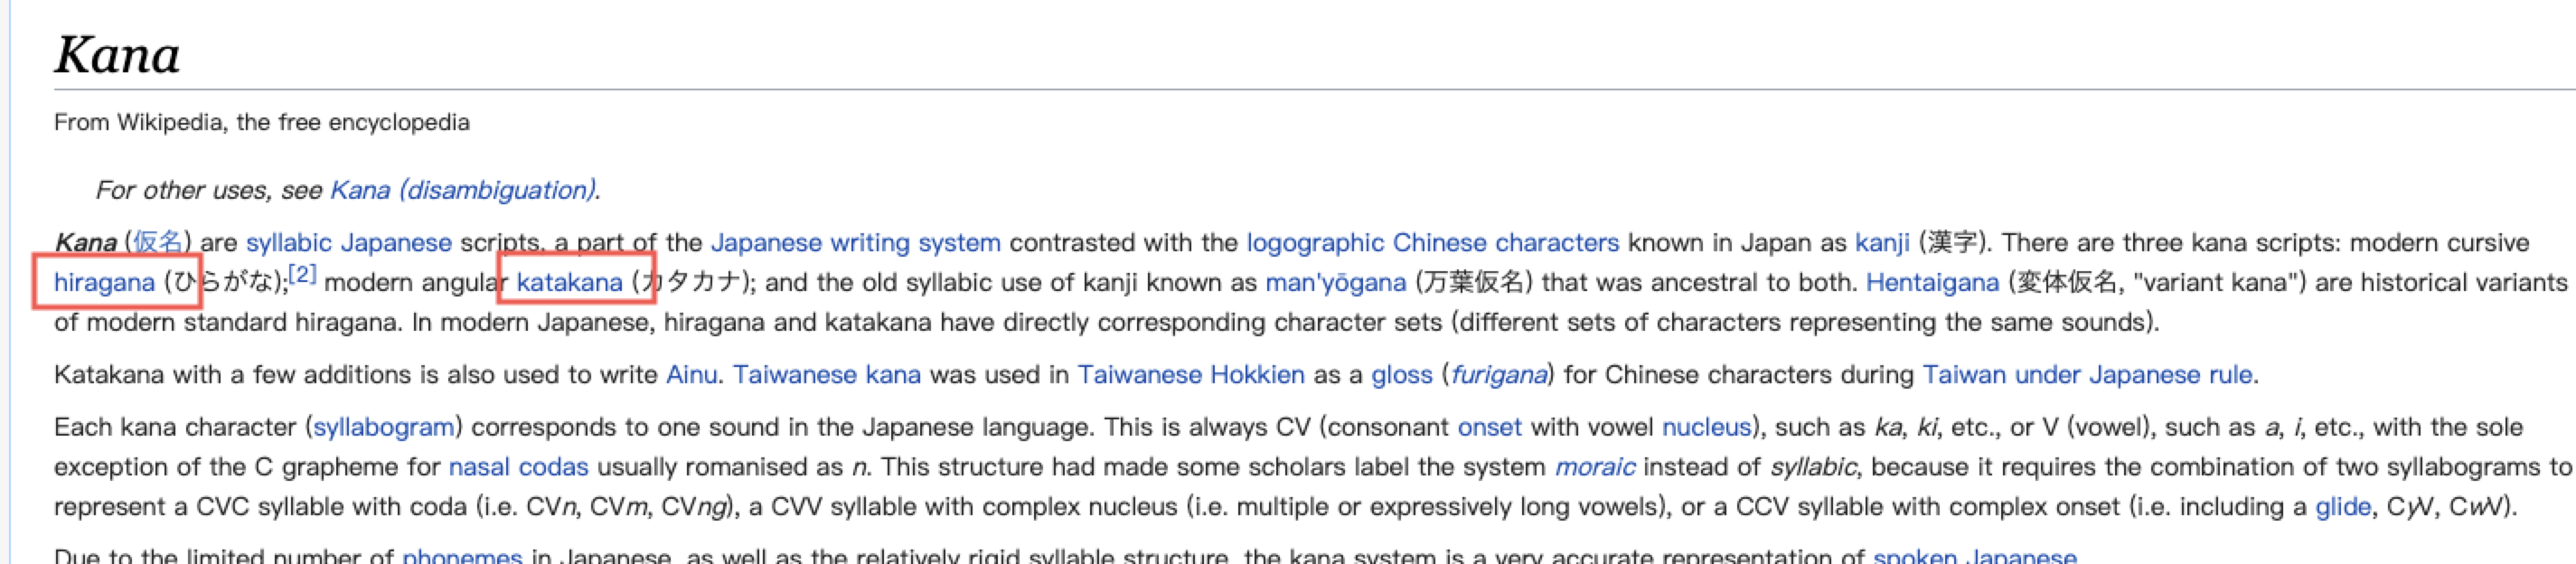 Kana
From Wikipedia, the free encyclopedia
For other uses, see Kana (disambiguation).
Kana (仮名) are syllabic Japanese scripts, a part of the Japanese writing system contrasted with the logographic Chinese characters known in Japan as kanji (漢字). There are three kana scripts: modern cursive
hiragana (ひらがな);[2] modern angular katakana (カタカナ); and the old syllabic use of kanji known as man'yōgana (万葉仮名) that was ancestral to both. Hentaigana (変体仮名, "variant kana") are historical variants
of modern standard hiragana. In modern Japanese, hiragana and katakana have directly corresponding character sets (different sets of characters representing the same sounds).
Katakana with a few additions is also used to write Ainu. Taiwanese kana was used in Taiwanese Hokkien as a gloss (furigana) for Chinese characters during Taiwan under Japanese rule.
Each kana character (syllabogram) corresponds to one sound in the Japanese language. This is always CV (consonant onset with vowel nucleus), such as ka, ki, etc., or V (vowel), such as a, i, etc., with the sole
exception of the C grapheme for nasal codas usually romanised as n. This structure had made some scholars label the system moraic instead of syllabic, because it requires the combination of two syllabograms to
represent a CVC syllable with coda (i.e. CVn, CVm, CVng), a CVV syllable with complex nucleus (i.e. multiple or expressively long vowels), or a CCV syllable with complex onset (i.e. including a glide, CyV, CwV).
Due to the limited number of phonemes in Japanese, as well as the relatively rigid syllable structure, the kana system is a very accurate representation of spoken Japanese